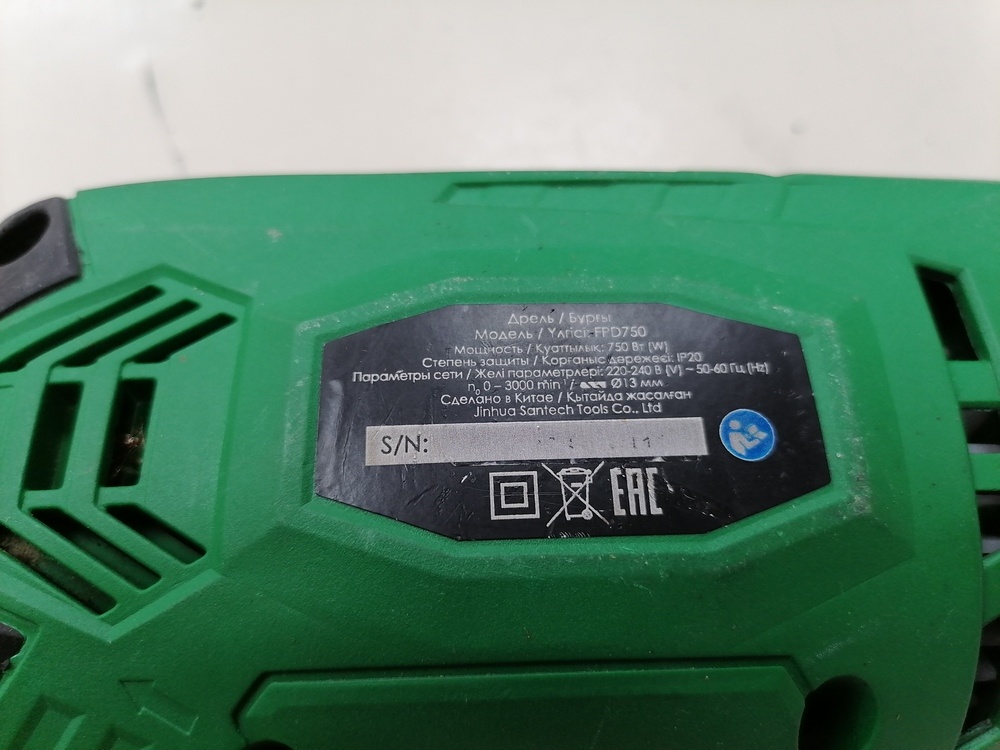 Дрель / Бұрғы
Модель / Үлгісі: FPD750
Мощность / Қуаттылық: 750 Вт (W)
Степень защиты / Қорғаныс дәрежесі: IP20
Параметры сети / Желі параметрлері: 220-240 В (V) ~ 50-60 Гц (Hz)
n₀ 0 – 3000 min⁻¹ / Ø13 мм
Сделано в Китае / Қытайда жасалған
Jinhua Santech Tools Co., Ltd
S/N:
EAC